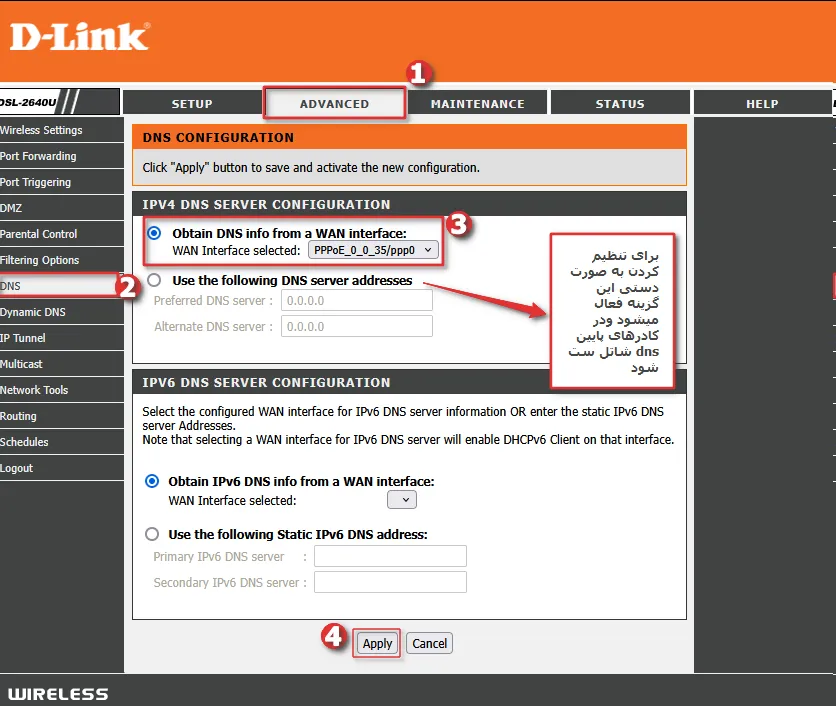 D-Link
1
DSL-2640U
SETUP
ADVANCED
MAINTENANCE
STATUS
HELP
Wireless Settings
Port Forwarding
Port Triggering
DMZ
Parental Control
Filtering Options
DNS
2
Dynamic DNS
IP Tunnel
Multicast
Network Tools
Routing
Schedules
Logout
DNS CONFIGURATION
Click "Apply" button to save and activate the new configuration.
IPV4 DNS SERVER CONFIGURATION
3
Obtain DNS info from a WAN interface:
WAN Interface selected: PPPoE_0_0_35/ppp0
Use the following DNS server addresses
Preferred DNS server : 0.0.0.0
Alternate DNS server : 0.0.0.0
برای تنظیم
کردن به صورت
دستی این
گزینه فعال
میشود ودر
کادرهای پایین
dns شاتل ست
شود
IPV6 DNS SERVER CONFIGURATION
Select the configured WAN interface for IPv6 DNS server information OR enter the static IPv6 DNS
server Addresses.
Note that selecting a WAN interface for IPv6 DNS server will enable DHCPv6 Client on that interface.
Obtain IPv6 DNS info from a WAN interface:
WAN Interface selected:
Use the following Static IPv6 DNS address:
Primary IPv6 DNS server :
Secondary IPv6 DNS server :
4
Apply
Cancel
WIRELESS